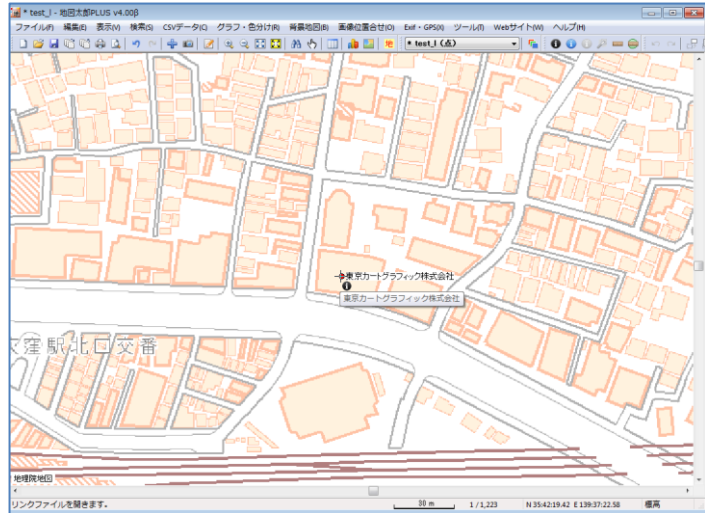 * test_l - 地図太郎PLUS v4.00β
ファイル(F) 編集(E) 表示(V) 検索(S) CSVデータ(C) グラフ・色分け(R) 背景地図(B) 画像位置合せ(O) Exif・GPS(X) ツール(T) Webサイト(W) ヘルプ(H)
* test_l (点)
地
東京カートグラフィック株式会社
東京カートグラフィック株式会社
窪駅北口交番
地理院地図
リンクファイルを開きます。 30 m 1 / 1,223 N 35:42:19.42 E 139:37:22.58 標高